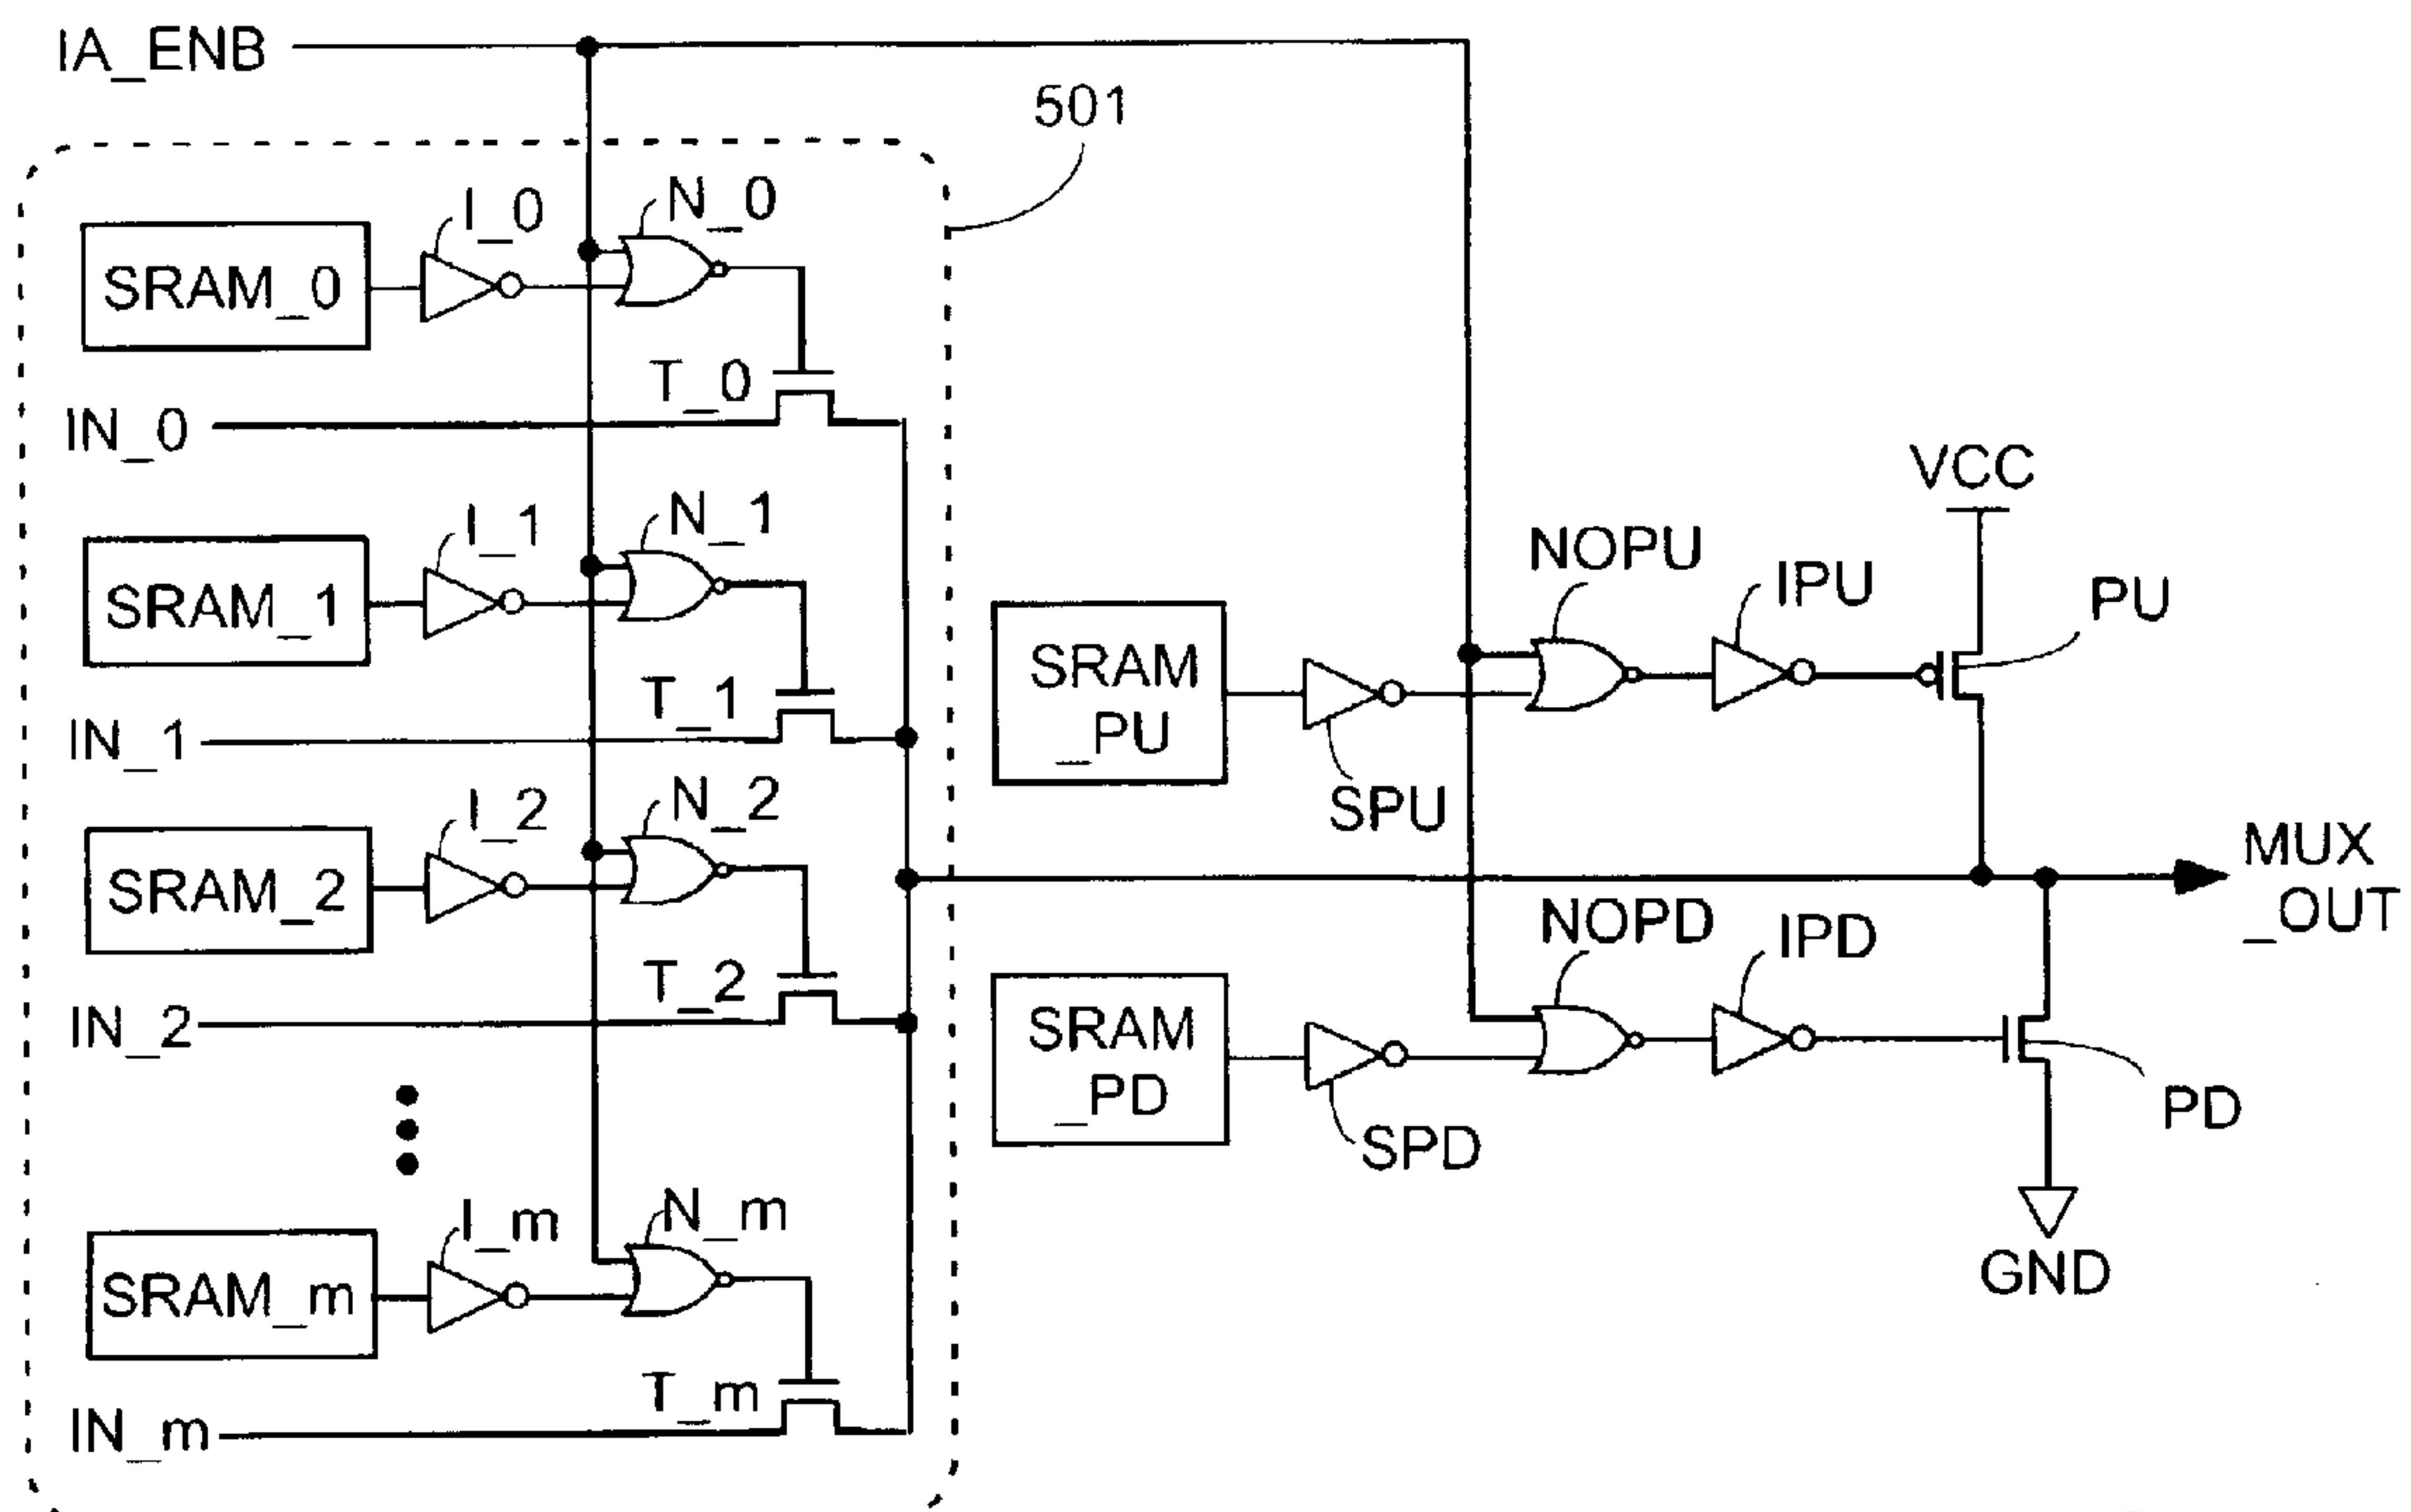 IA_ENB
501
I_0
N_0
SRAM_0
T_0
IN_0
I_1
N_1
SRAM_1
T_1
IN_1
I_2
N_2
SRAM_2
T_2
IN_2
I_m
N_m
SRAM_m
T_m
IN_m
SRAM
_PU
SPU
NOPU
IPU
VCC
PU
MUX
_OUT
SRAM
_PD
SPD
NOPD
IPD
PD
GND